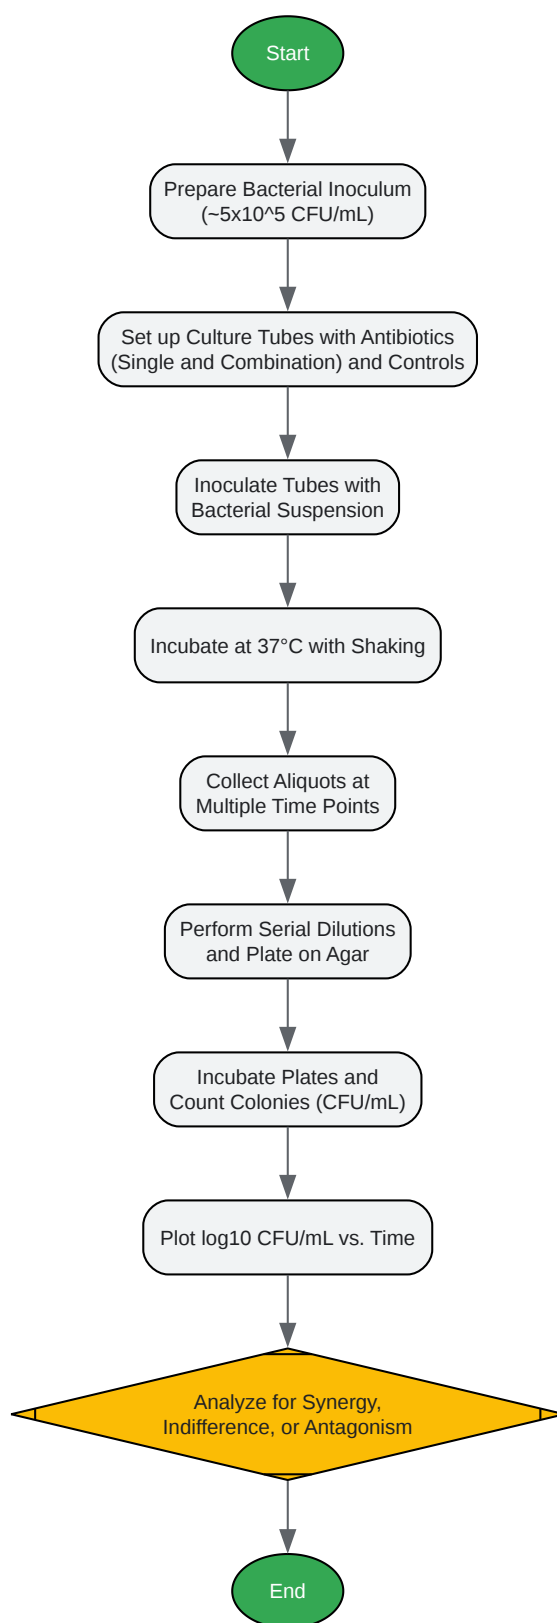 Start
Prepare Bacterial Inoculum
(~5x10^5 CFU/mL)
Set up Culture Tubes with Antibiotics
(Single and Combination) and Controls
Inoculate Tubes with
Bacterial Suspension
Incubate at 37°C with Shaking
Collect Aliquots at
Multiple Time Points
Perform Serial Dilutions
and Plate on Agar
Incubate Plates and
Count Colonies (CFU/mL)
Plot log10 CFU/mL vs. Time
Analyze for Synergy,
Indifference, or Antagonism
End